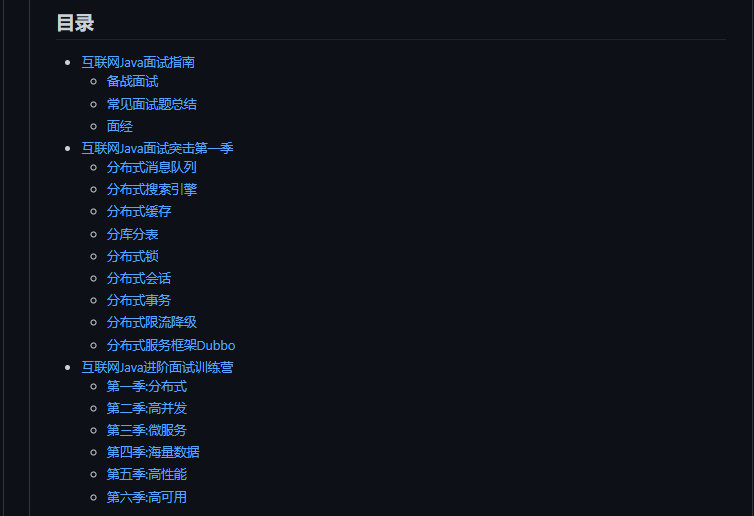 目录
互联网Java面试指南
备战面试
常见面试题总结
面经
互联网Java面试突击第一季
分布式消息队列
分布式搜索引擎
分布式缓存
分库分表
分布式锁
分布式会话
分布式事务
分布式限流降级
分布式服务框架Dubbo
互联网Java进阶面试训练营
第一季:分布式
第二季:高并发
第三季:微服务
第四季:海量数据
第五季:高性能
第六季:高可用